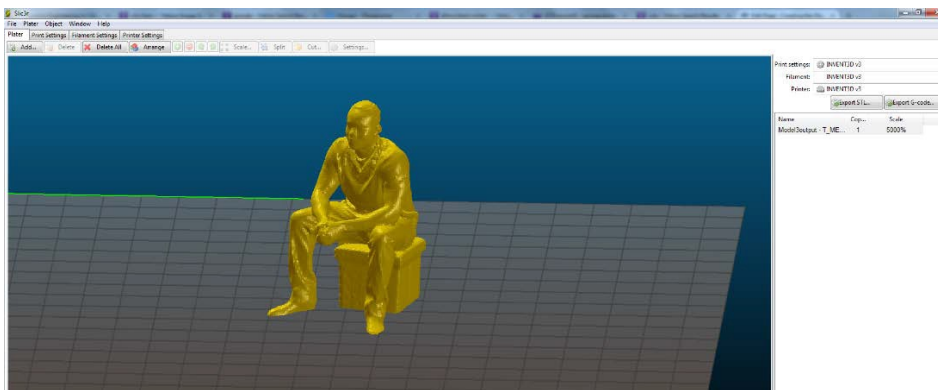 Slic3r
File Plater Object Window Help
Plater Print Settings Filament Settings Printer Settings
Add... Delete Delete All Arrange Scale... Split Cut... Settings...
Print settings: INVENT3D v3
Filament: INVENT3D v3
Printer: INVENT3D v3
Export STL... Export G-code...
Name Cop... Scale
Model3output - T_ME... 1 5000%